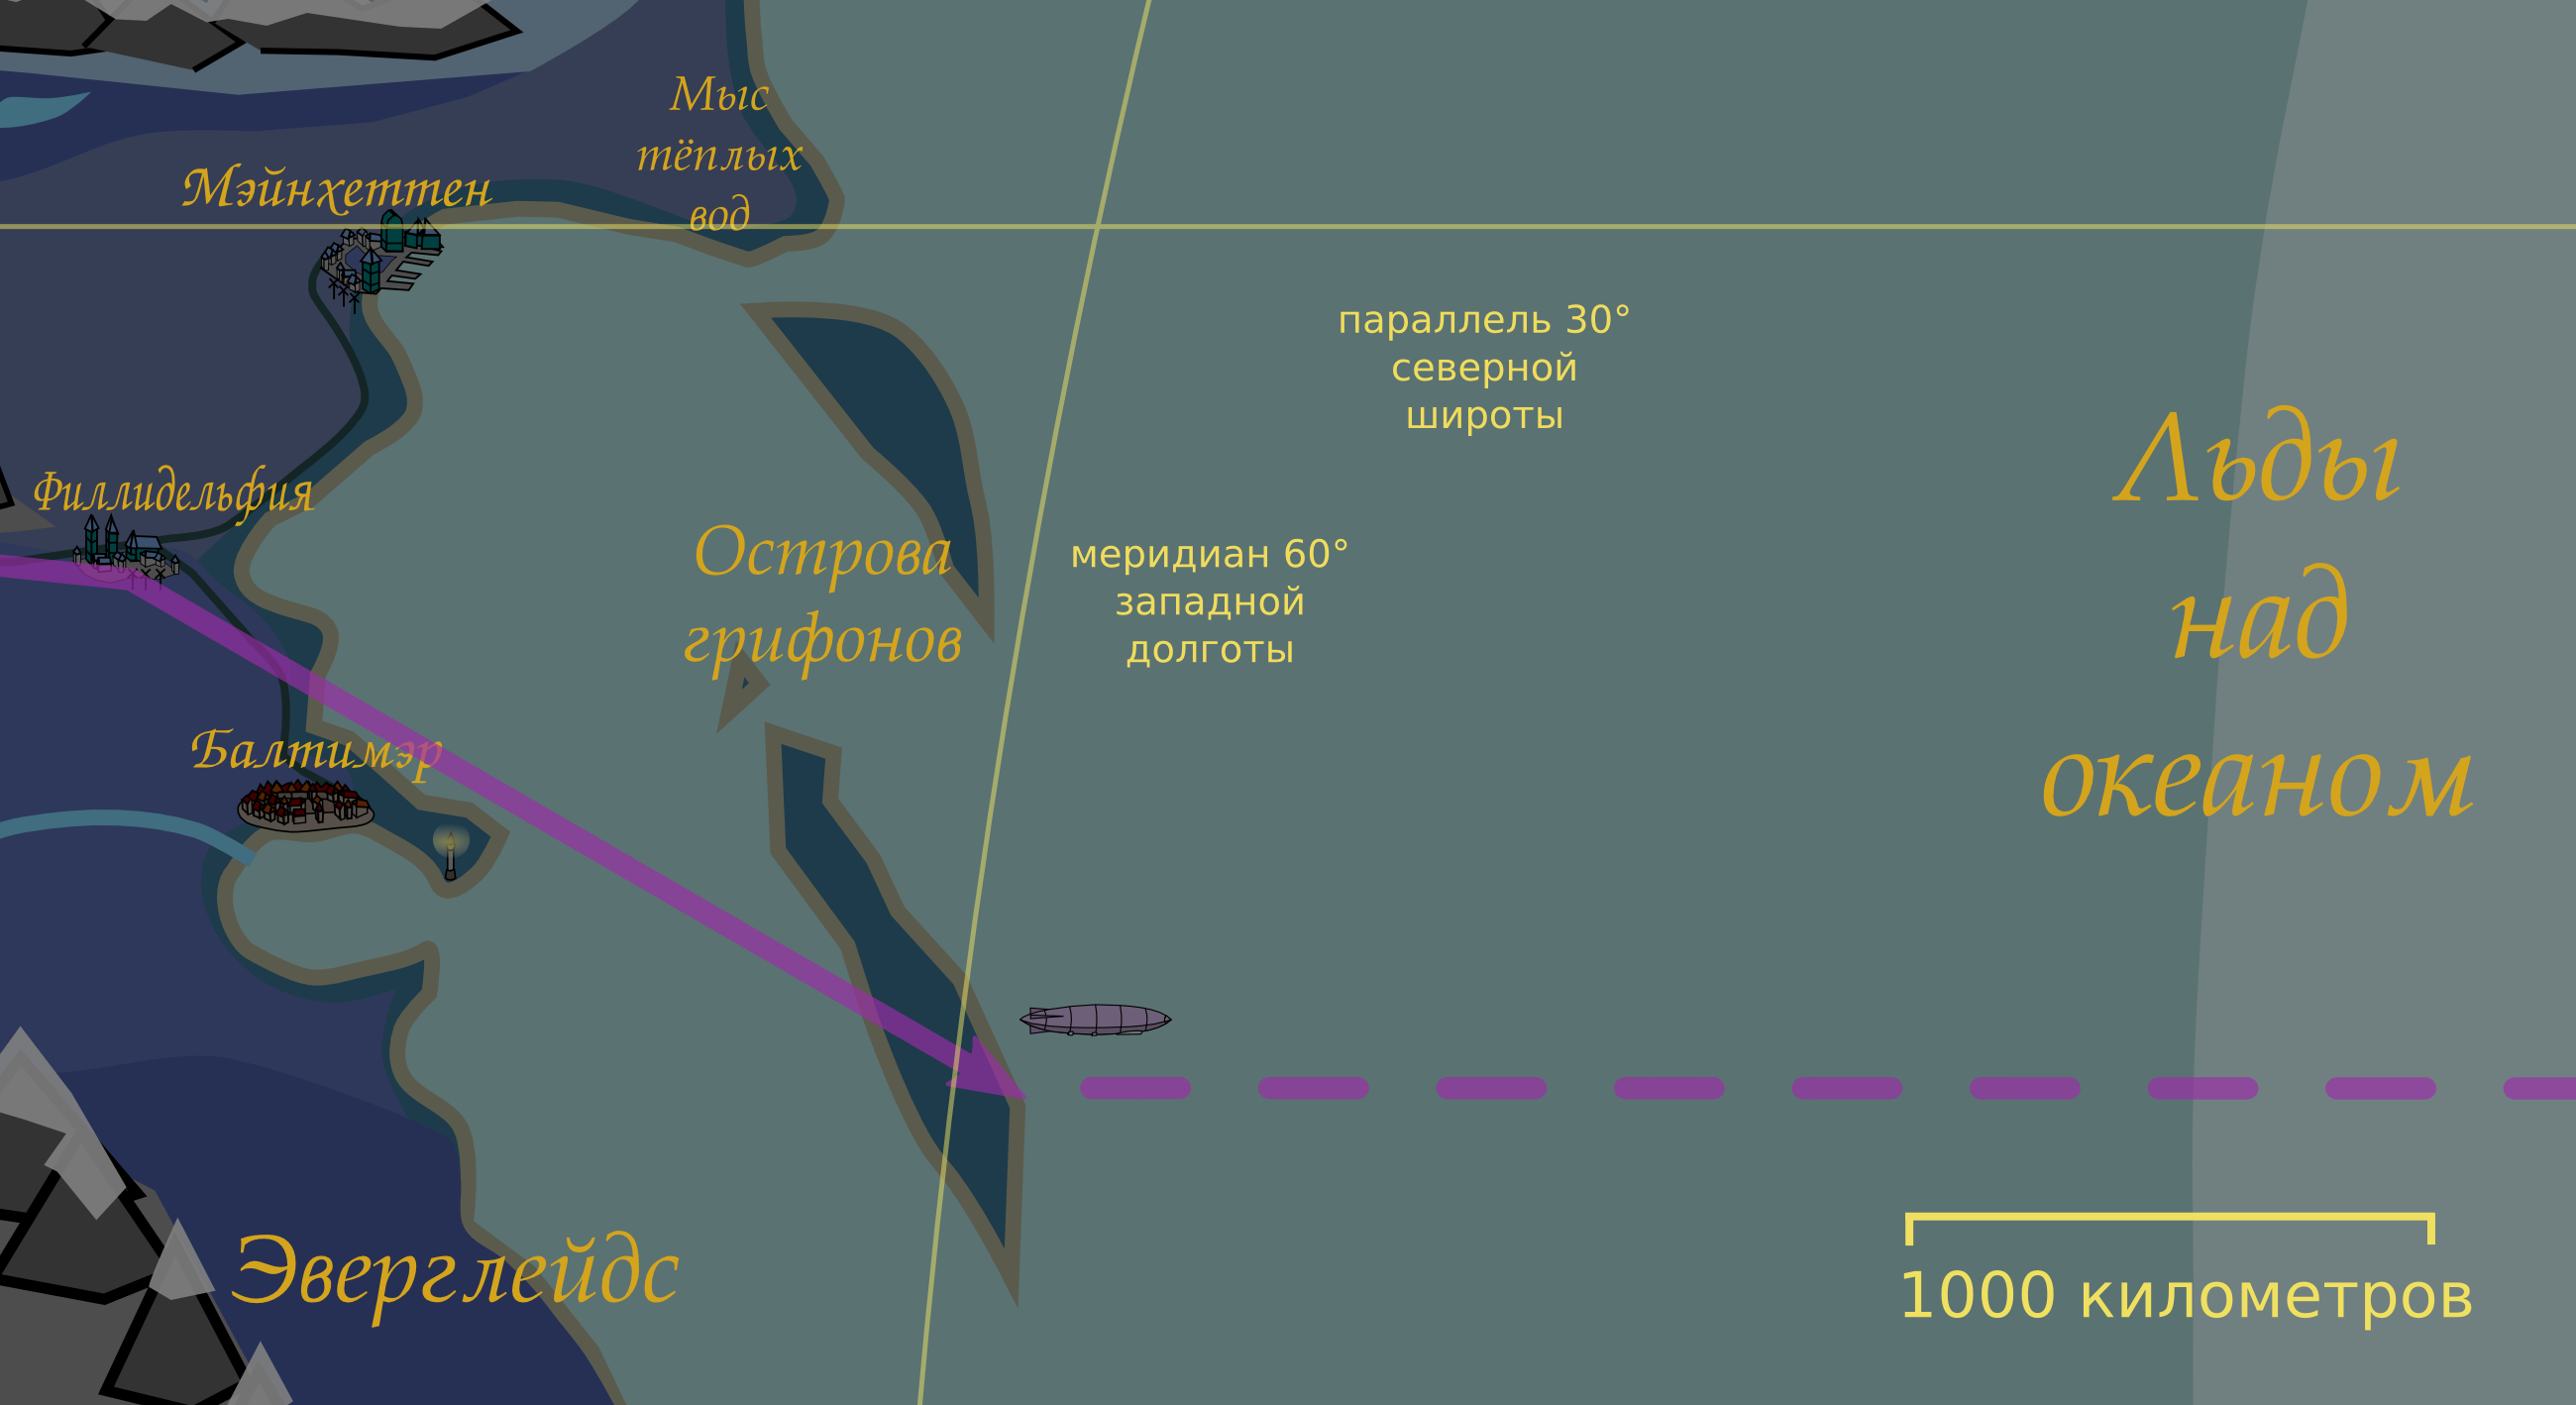 Мыс
тёплых
вод
Мэйнхеттен
параллель 30°
северной
широты
Филлидельфия
Острова
грифонов
меридиан 60°
западной
долготы
Льды
над
океаном
Балтимэр
Эверглейдс
1000 километров